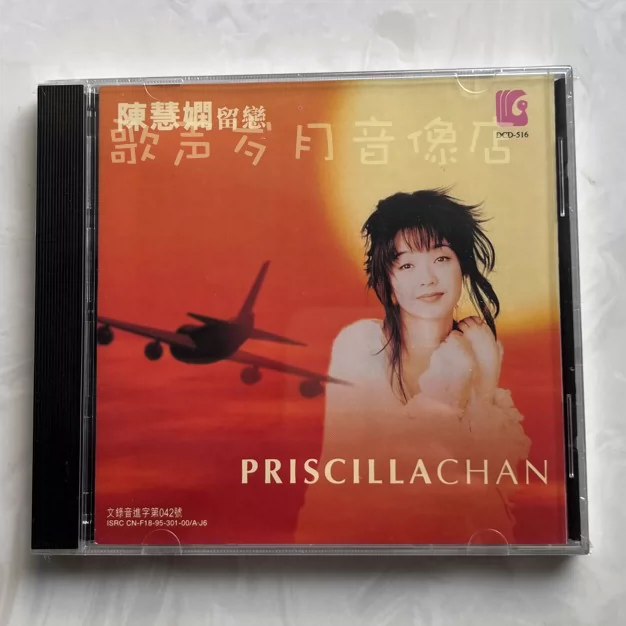 陳慧嫻留戀
DCD-516
歌声岁月音像店
PRISCILLACHAN
文錄音進字第042號
ISRC CN-F18-95-301-00/A·J6